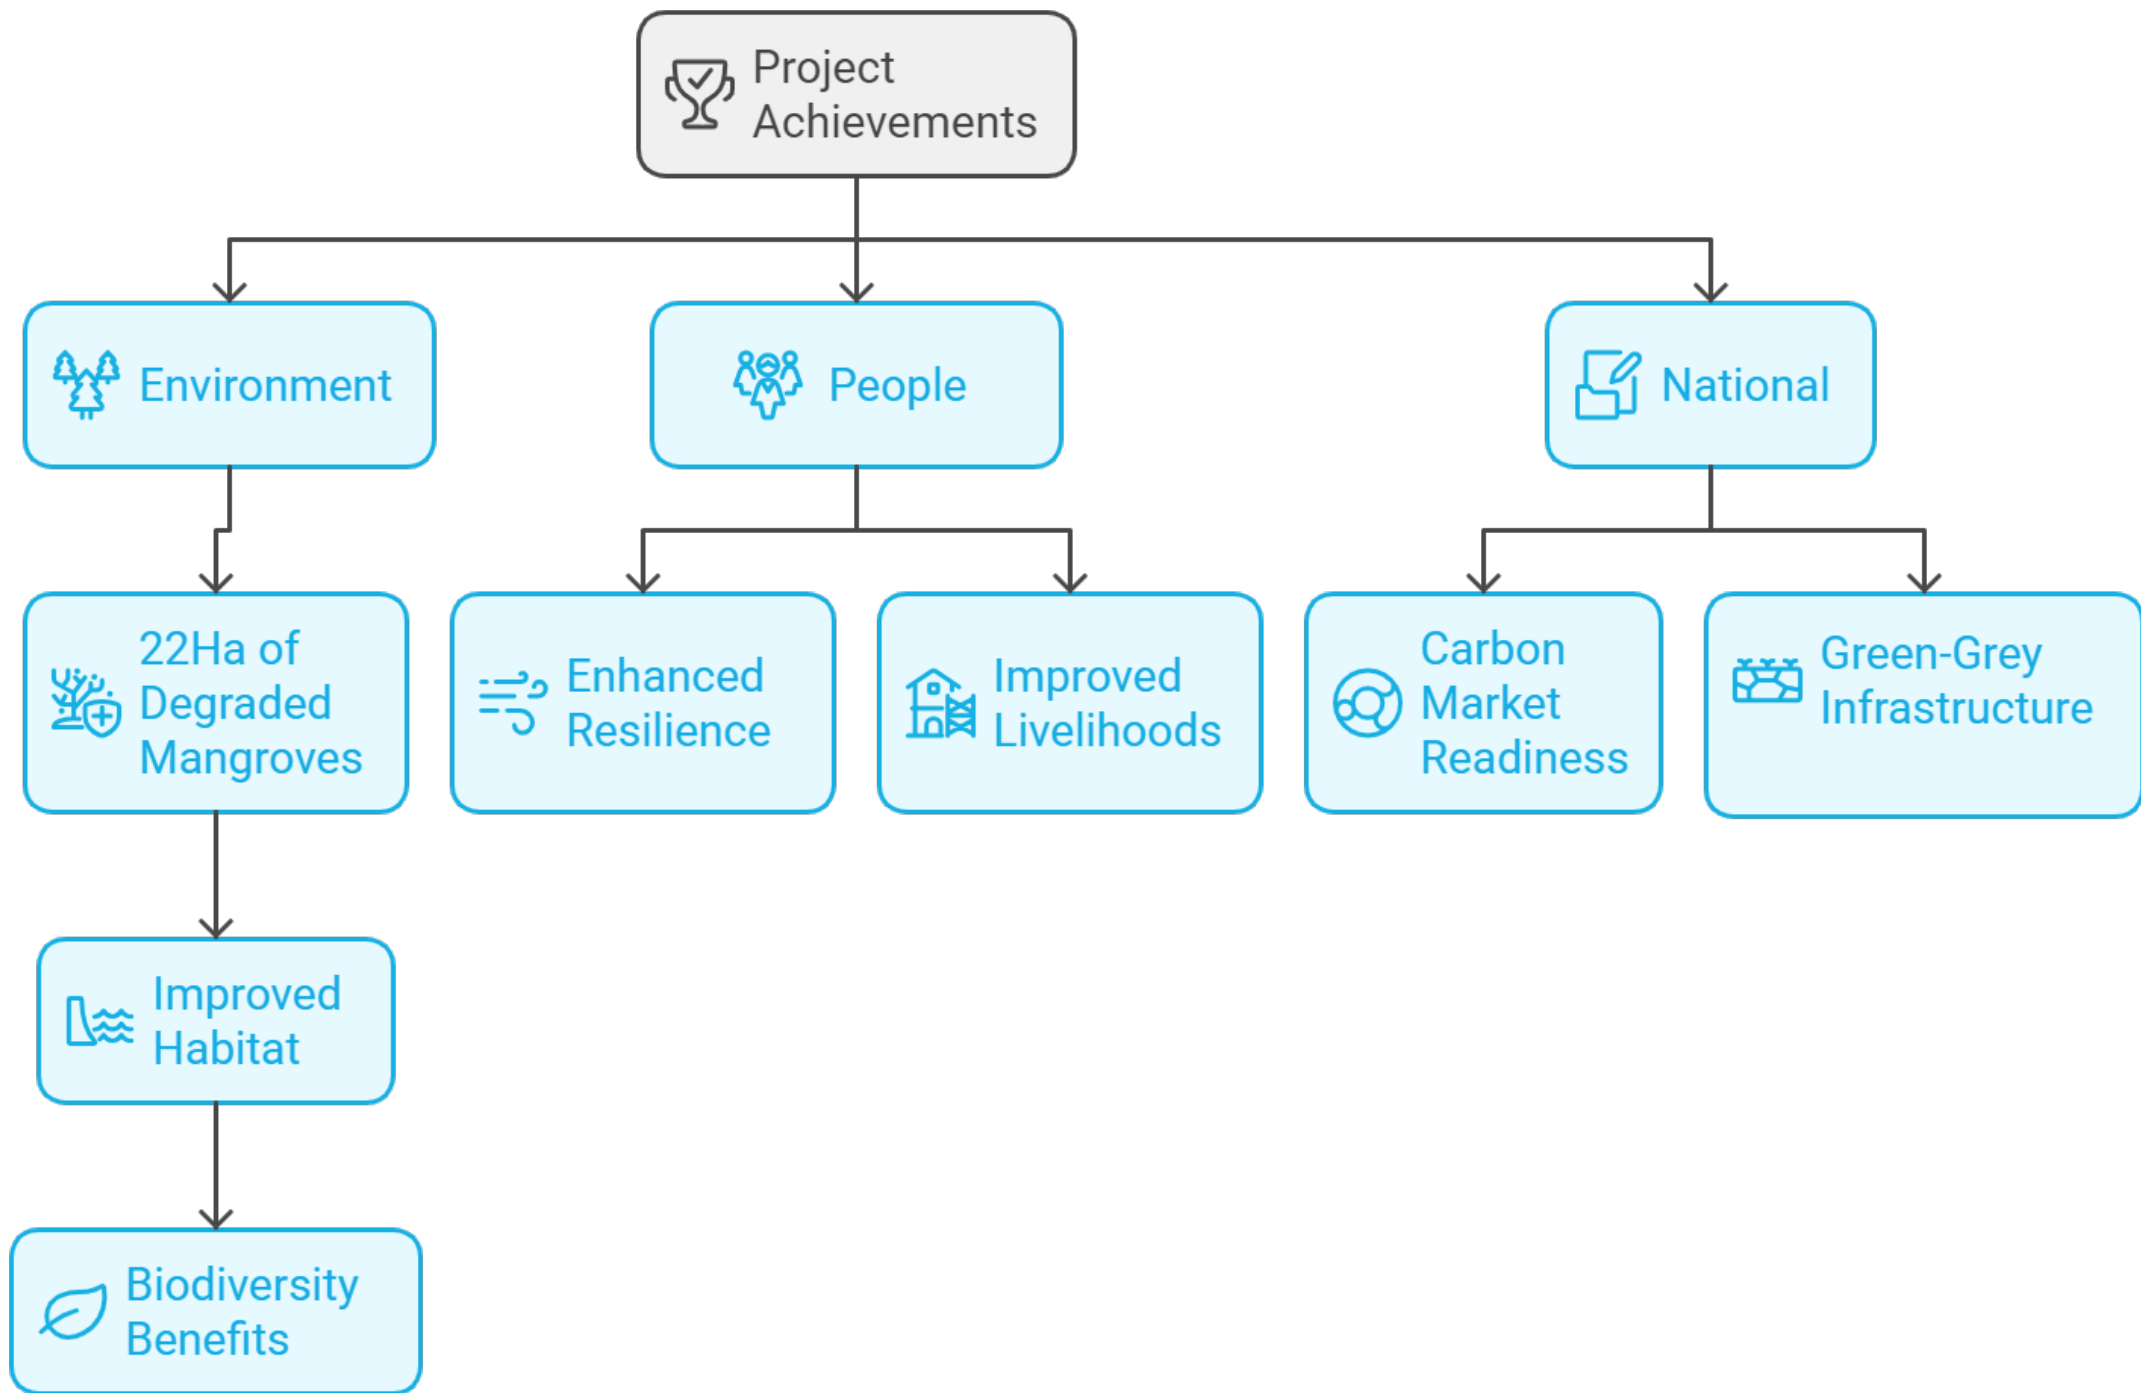 Project
Achievements
Environment
People
National
22Ha of
Degraded
Mangroves
Enhanced
Resilience
Improved
Livelihoods
Carbon
Market
Readiness
Green-Grey
Infrastructure
Improved
Habitat
Biodiversity
Benefits